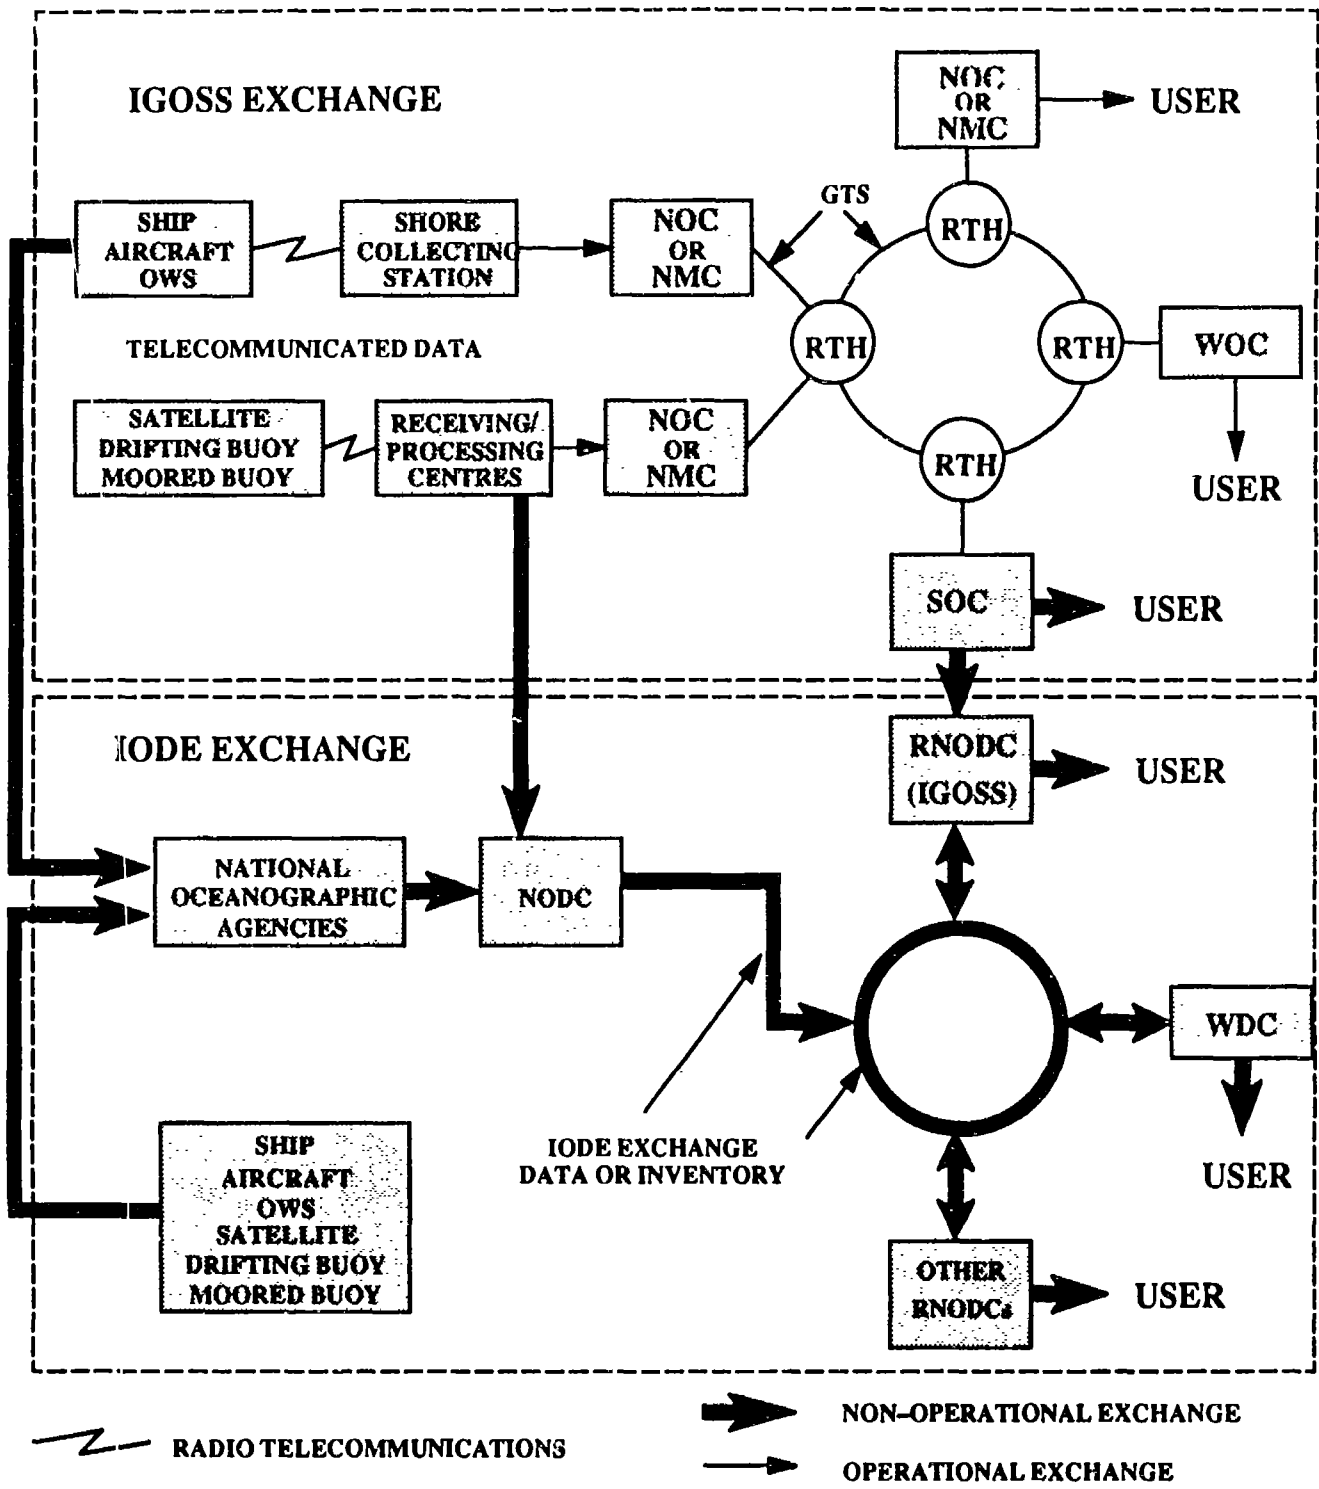 IGOSS EXCHANGE
NOC
OR
NMC
USER
GTS
SHIP
AIRCRAFT
OWS
SHORE
COLLECTING
STATION
NOC
OR
NMC
RTH
RTH
RTH
WOC
TELECOMMUNICATED DATA
SATELLITE
DRIFTING BUOY
MOORED BUOY
RECEIVING/
PROCESSING
CENTRES
NOC
OR
NMC
RTH
USER
SOC
USER
IODE EXCHANGE
RNODC
(IGOSS)
USER
NATIONAL
OCEANOGRAPHIC
AGENCIES
NODC
WDC
IODE EXCHANGE
DATA OR INVENTORY
USER
SHIP
AIRCRAFT
OWS
SATELLITE
DRIFTING BUOY
MOORED BUOY
OTHER
RNODCs
USER
RADIO TELECOMMUNICATIONS
NON-OPERATIONAL EXCHANGE
OPERATIONAL EXCHANGE